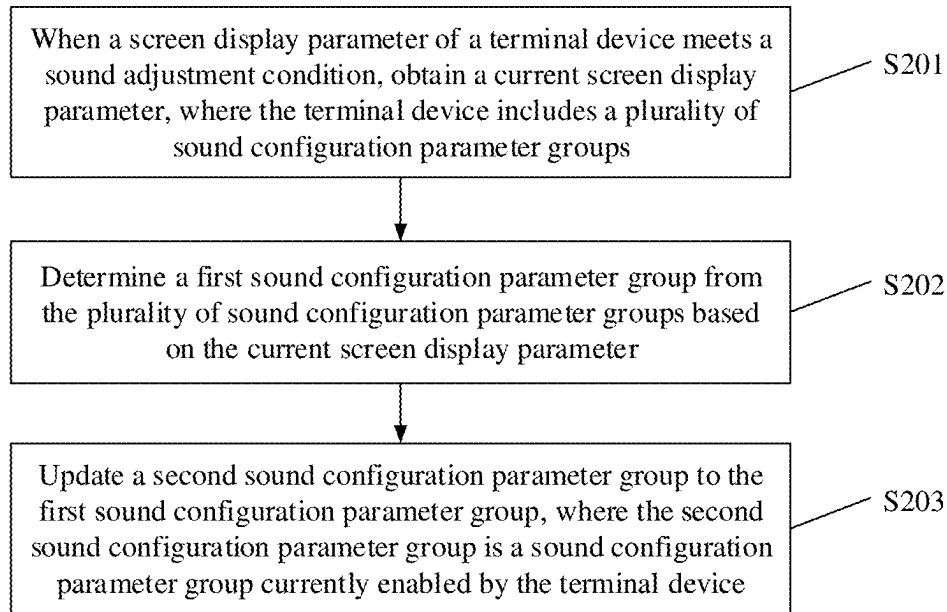 When a screen display parameter of a terminal device meets a
sound adjustment condition, obtain a current screen display
parameter, where the terminal device includes a plurality of
sound configuration parameter groups
S201
Determine a first sound configuration parameter group from
the plurality of sound configuration parameter groups based
on the current screen display parameter
S202
Update a second sound configuration parameter group to the
first sound configuration parameter group, where the second
sound configuration parameter group is a sound configuration
parameter group currently enabled by the terminal device
S203